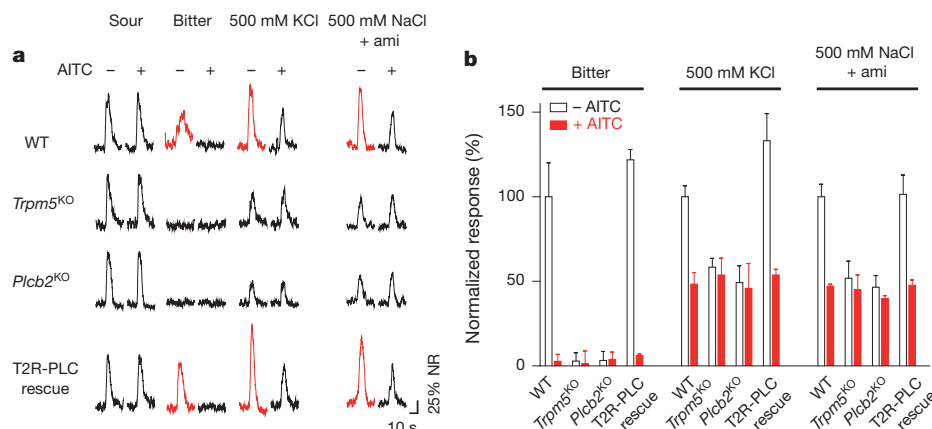 a
Sour Bitter 500 mM KCl 500 mM NaCl
+ ami
AITC – + – + – + – +
WT
Trpm5KO
Plcb2KO
T2R-PLC
rescue
25% NR
10 s
b
Bitter 500 mM KCl 500 mM NaCl
+ ami
– AITC
+ AITC
Normalized response (%)
150
100
50
0
WT Trpm5KO Plcb2KO T2R-PLC rescue WT Trpm5KO Plcb2KO T2R-PLC rescue WT Trpm5KO Plcb2KO T2R-PLC rescue